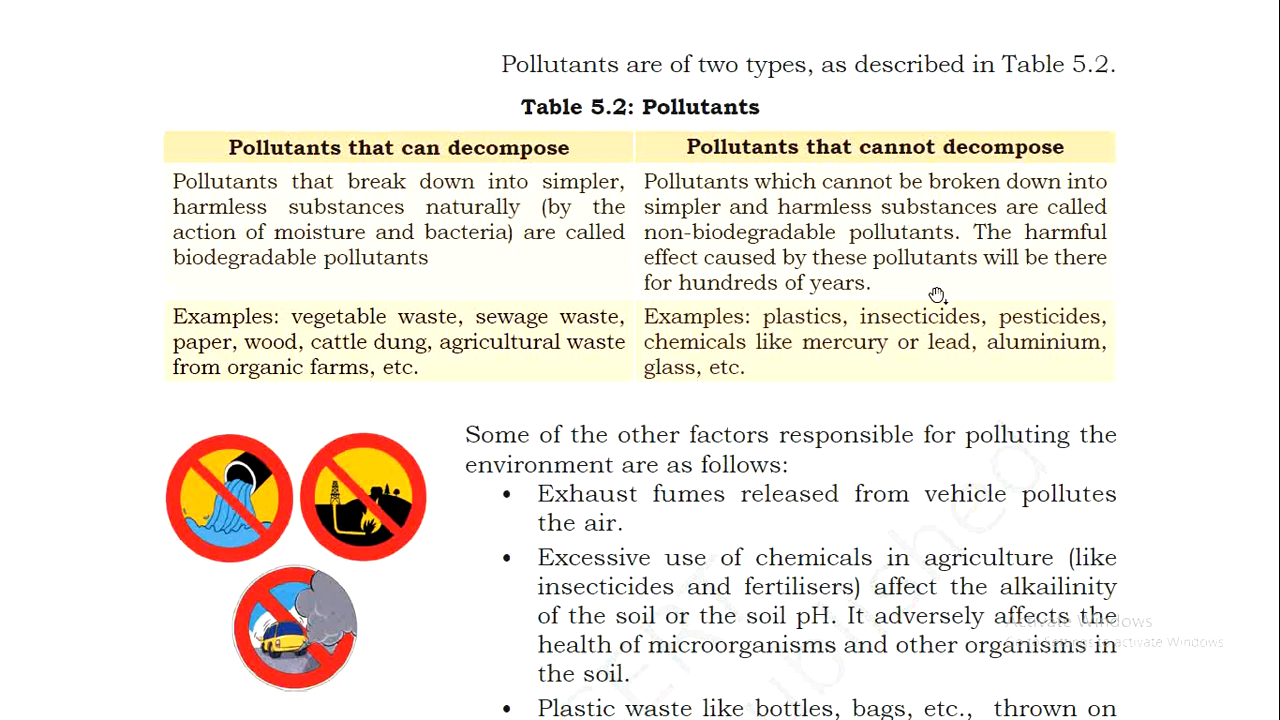 Pollutants are of two types, as described in Table 5.2.
Table 5.2: Pollutants
Pollutants that can decompose
Pollutants that cannot decompose
Pollutants that break down into simpler,
harmless substances naturally (by the
action of moisture and bacteria) are called
biodegradable pollutants
Pollutants which cannot be broken down into
simpler and harmless substances are called
non-biodegradable pollutants. The harmful
effect caused by these pollutants will be there
for hundreds of years.
Examples: vegetable waste, sewage waste,
paper, wood, cattle dung, agricultural waste
from organic farms, etc.
Examples: plastics, insecticides, pesticides,
chemicals like mercury or lead, aluminium,
glass, etc.
Some of the other factors responsible for polluting the
environment are as follows:
• Exhaust fumes released from vehicle pollutes
the air.
• Excessive use of chemicals in agriculture (like
insecticides and fertilisers) affect the alkailinity
of the soil or the soil pH. It adversely affects the
health of microorganisms and other organisms in
the soil.
• Plastic waste like bottles, bags, etc., thrown on
Activate Windows